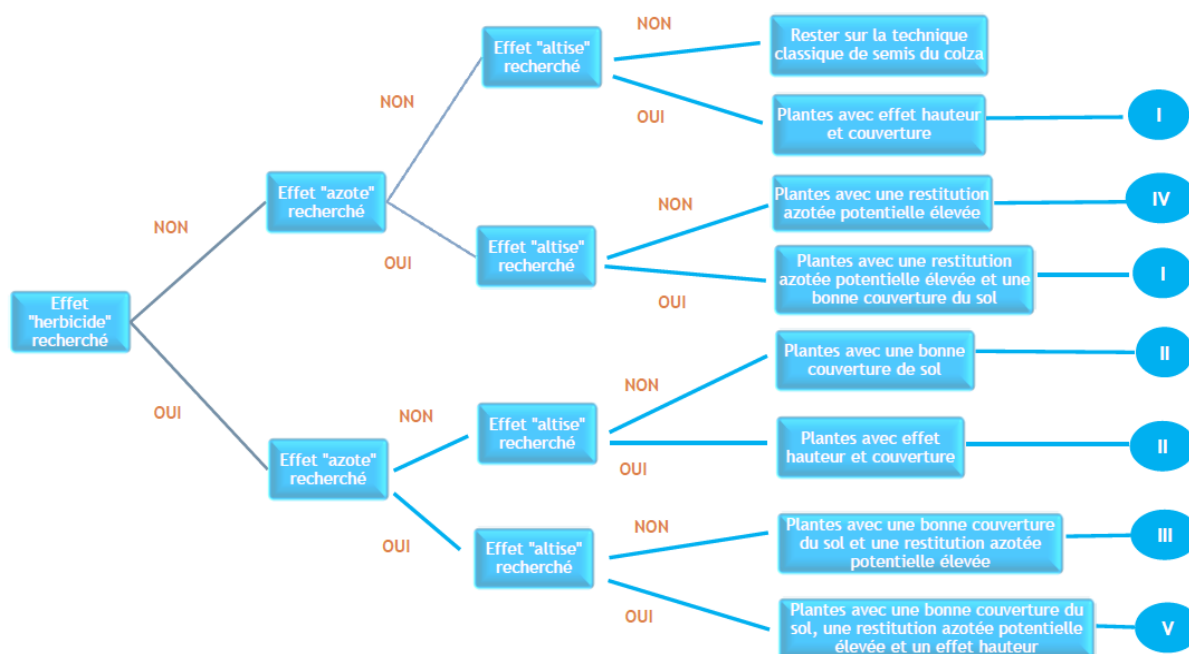 NON
Effet "altise"
recherché
Rester sur la technique
classique de semis du colza
NON
OUI
Plantes avec effet hauteur
et couverture
I
Effet "azote"
recherché
NON
OUI
Effet "altise"
recherché
NON
Plantes avec une restitution
azotée potentielle élevée
IV
OUI
Plantes avec une restitution
azotée potentielle élevée et une
bonne couverture du sol
I
Effet
"herbicide"
recherché
OUI
Effet "azote"
recherché
NON
Effet "altise"
recherché
NON
Plantes avec une bonne
couverture de sol
II
OUI
Plantes avec effet
hauteur et couverture
II
OUI
Effet "altise"
recherché
NON
Plantes avec une bonne couverture
du sol et une restitution azotée
potentielle élevée
III
OUI
Plantes avec une bonne couverture du
sol, une restitution azotée potentielle
élevée et un effet hauteur
V